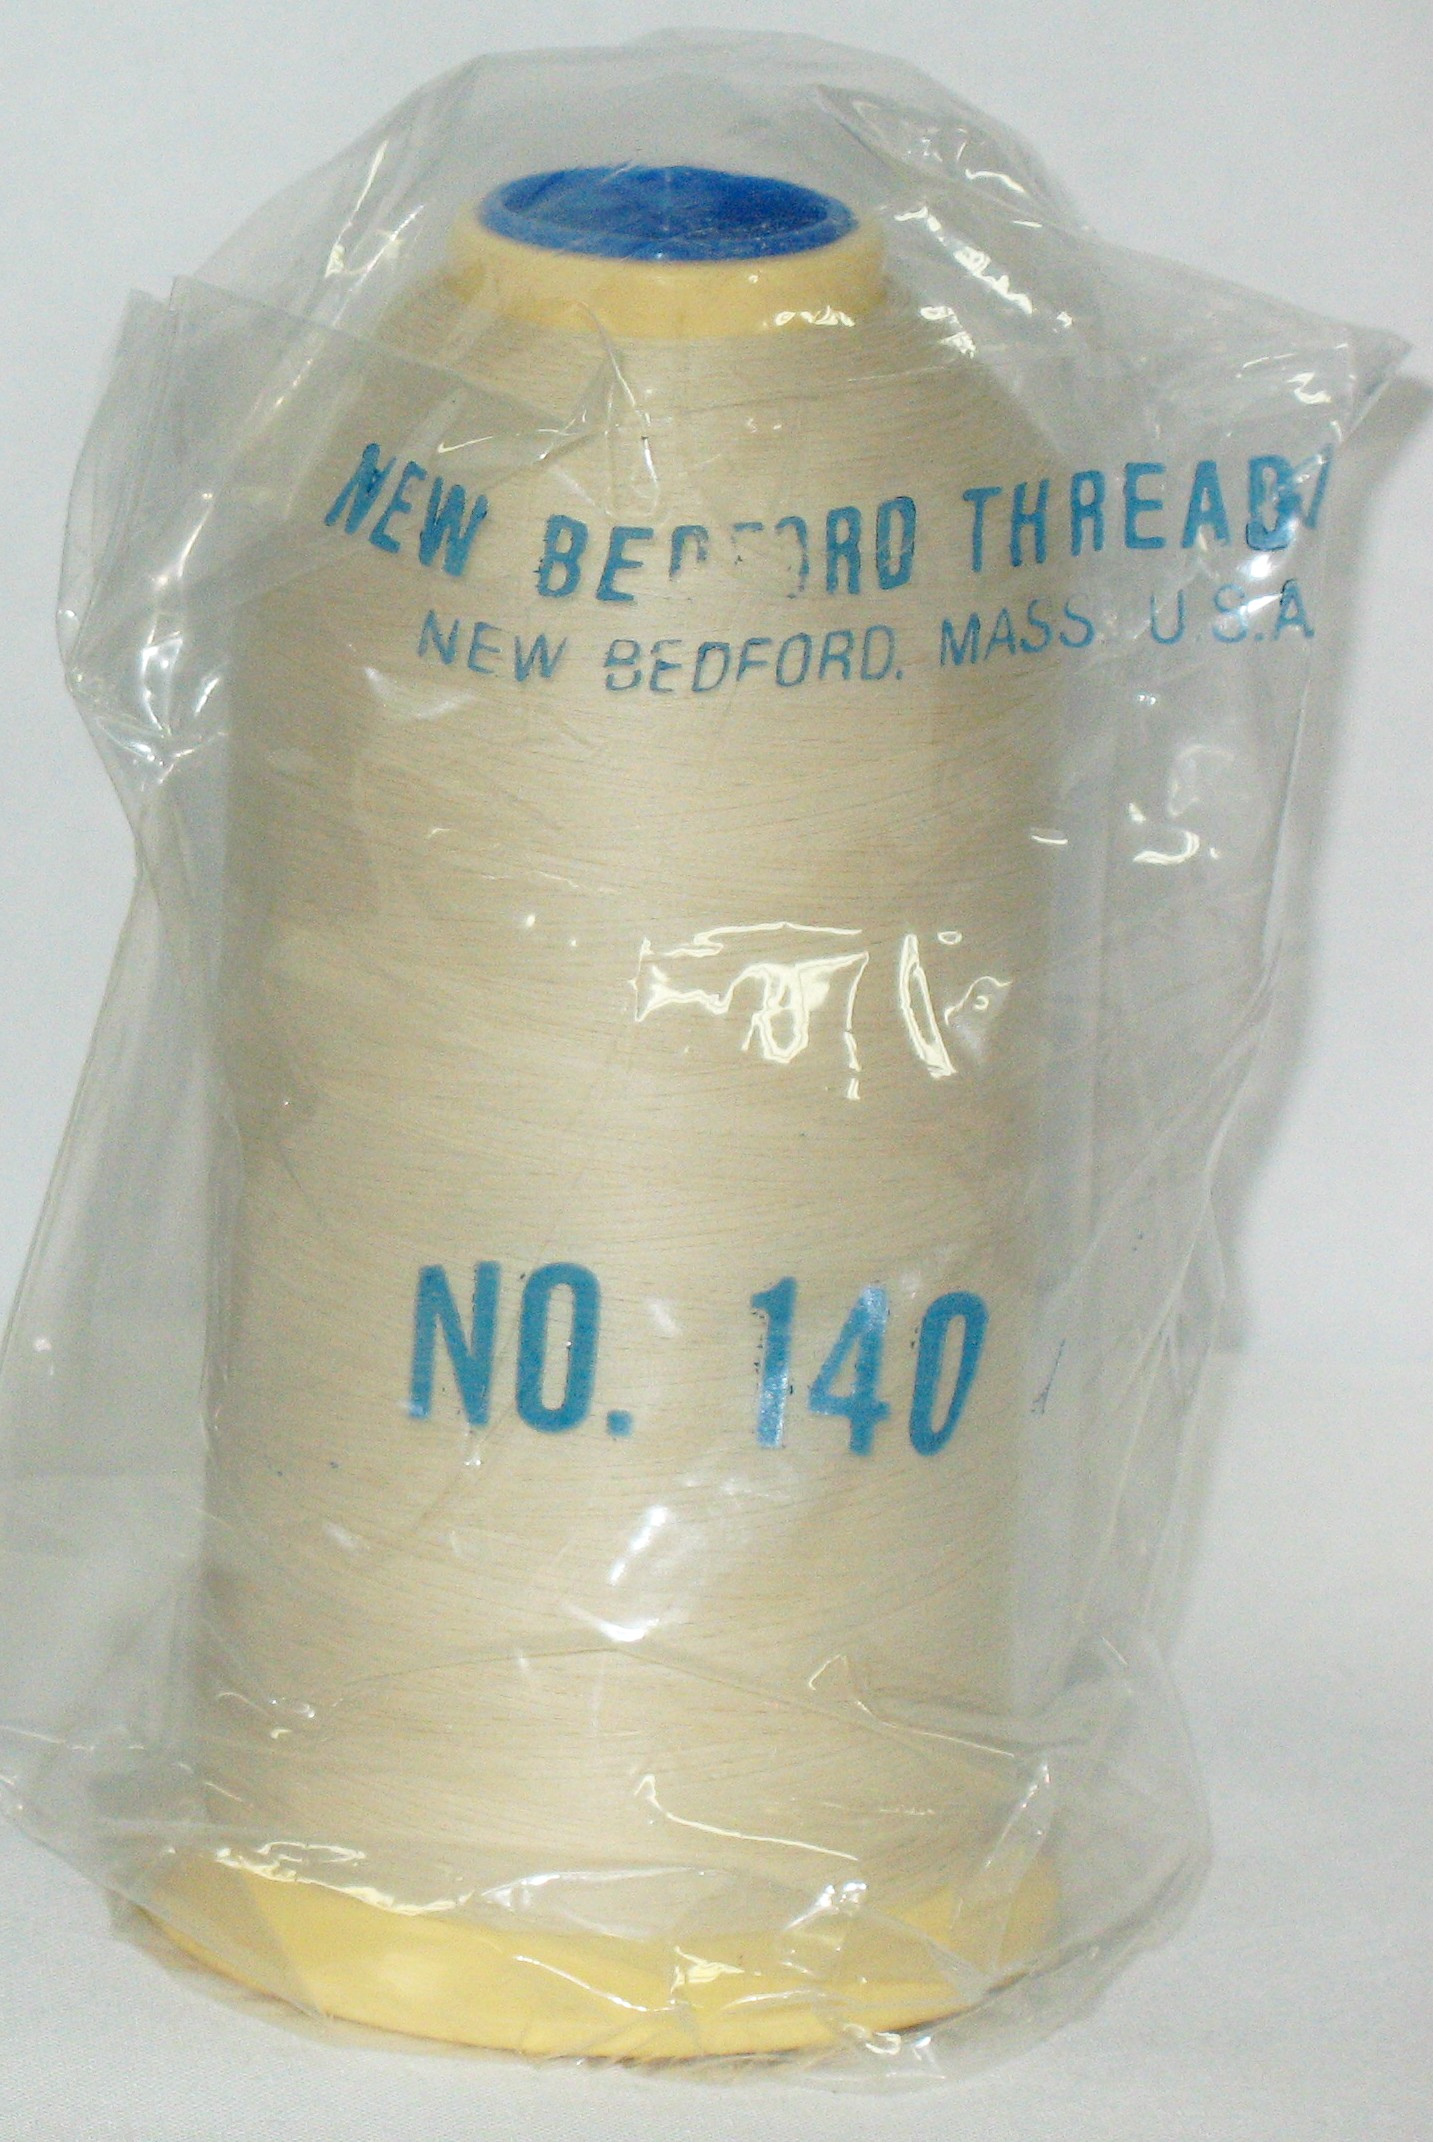 NEW BEDFORD THREAD
NEW BEDFORD, MASS. U.S.A.
NO. 140